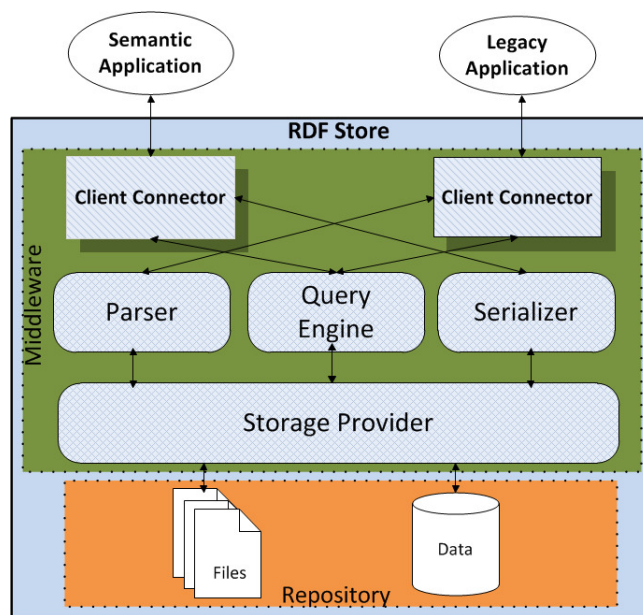 Semantic
Application
Legacy
Application
RDF Store
Client Connector
Client Connector
Middleware
Parser
Query
Engine
Serializer
Storage Provider
Files
Data
Repository